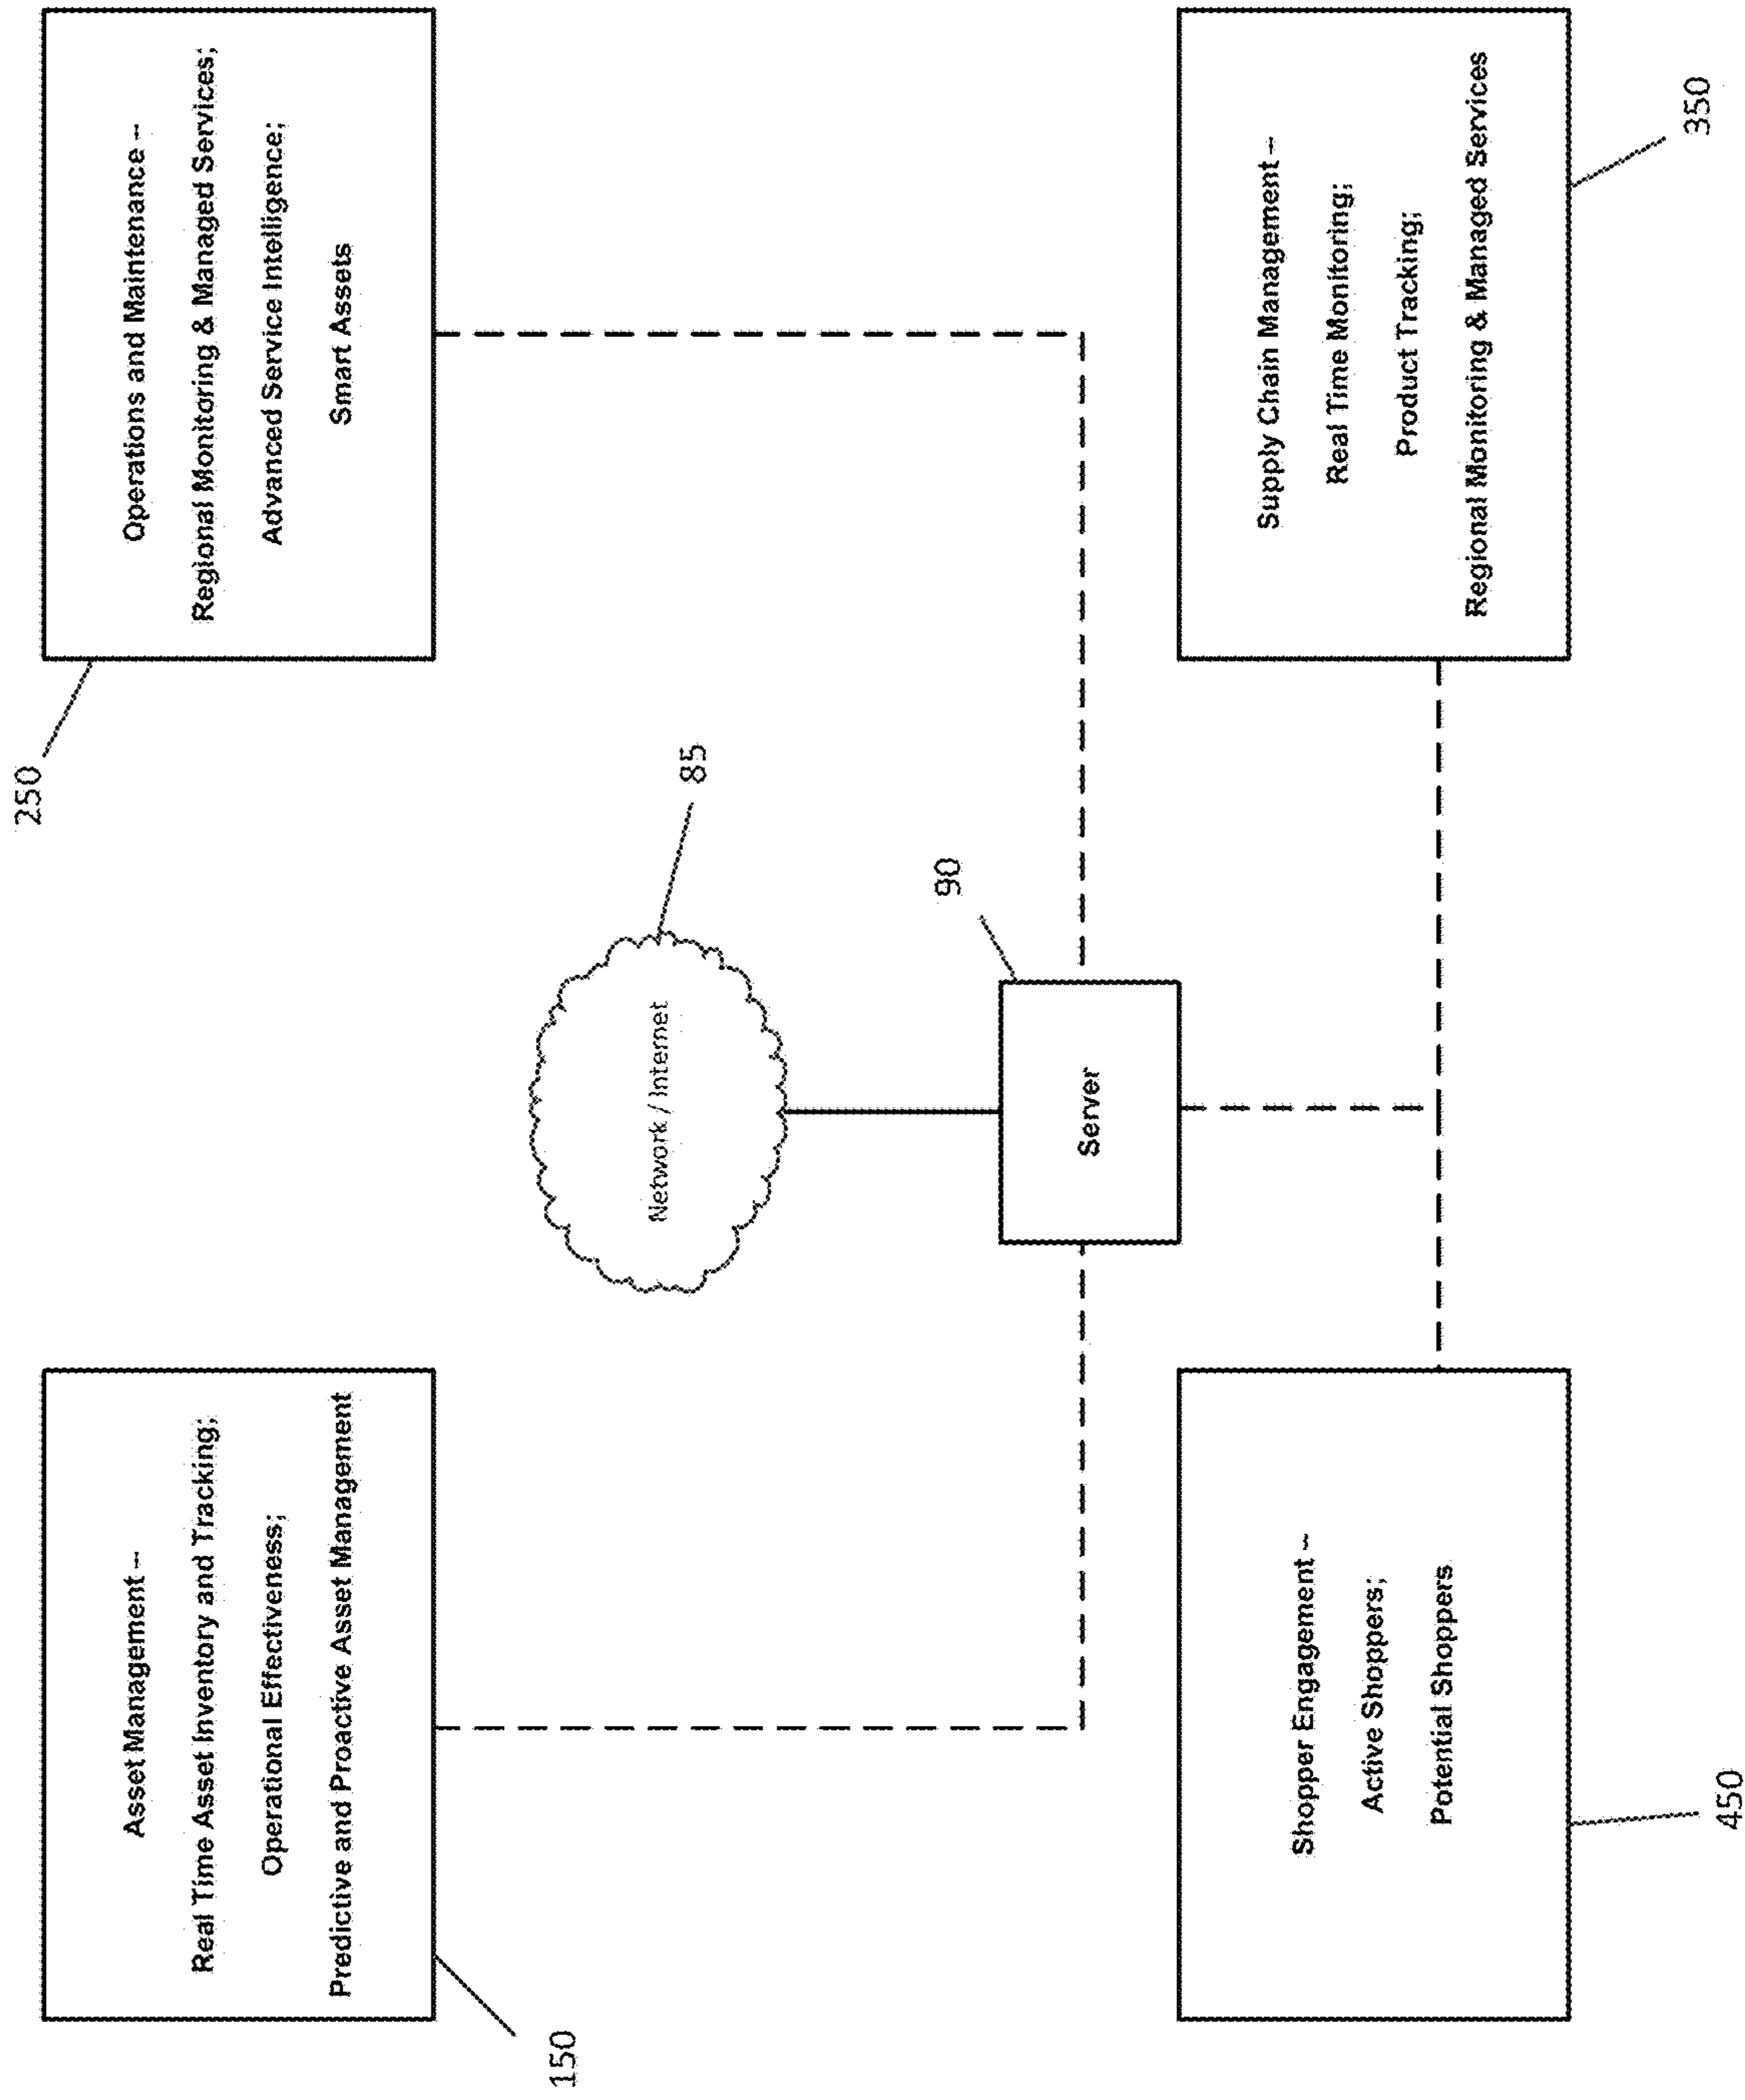 150
Asset Management –
Real Time Asset Inventory and Tracking;
Operational Effectiveness;
Predictive and Proactive Asset Management
250
Operations and Maintenance –
Regional Monitoring & Managed Services;
Advanced Service Intelligence;
Smart Assets
85
Network / Internet
90
Server
450
Shopper Engagement –
Active Shoppers;
Potential Shoppers
350
Supply Chain Management –
Real Time Monitoring;
Product Tracking;
Regional Monitoring & Managed Services